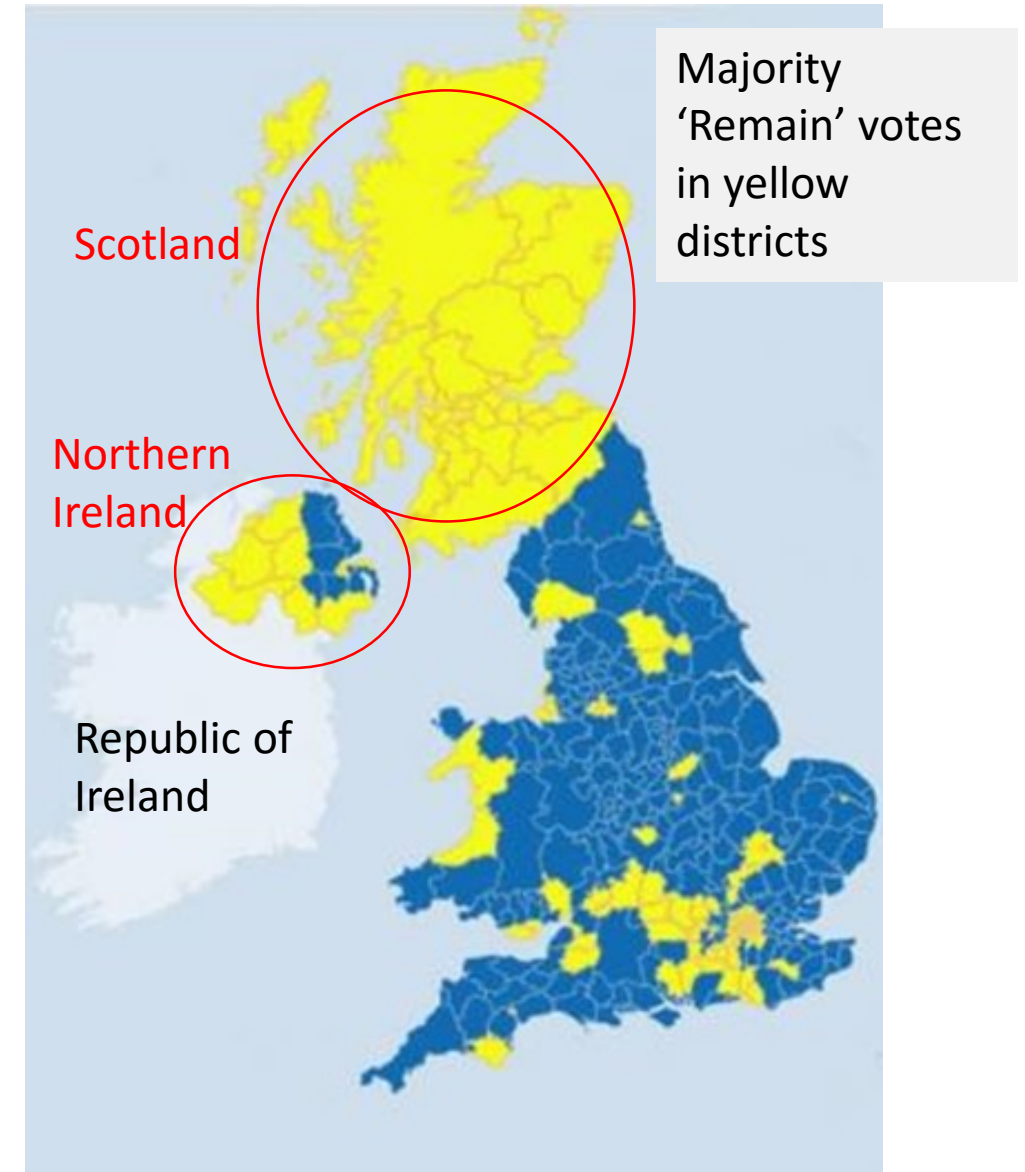 Majority
‘Remain’ votes
in yellow
districts
Scotland
Northern
Ireland
Republic of
Ireland